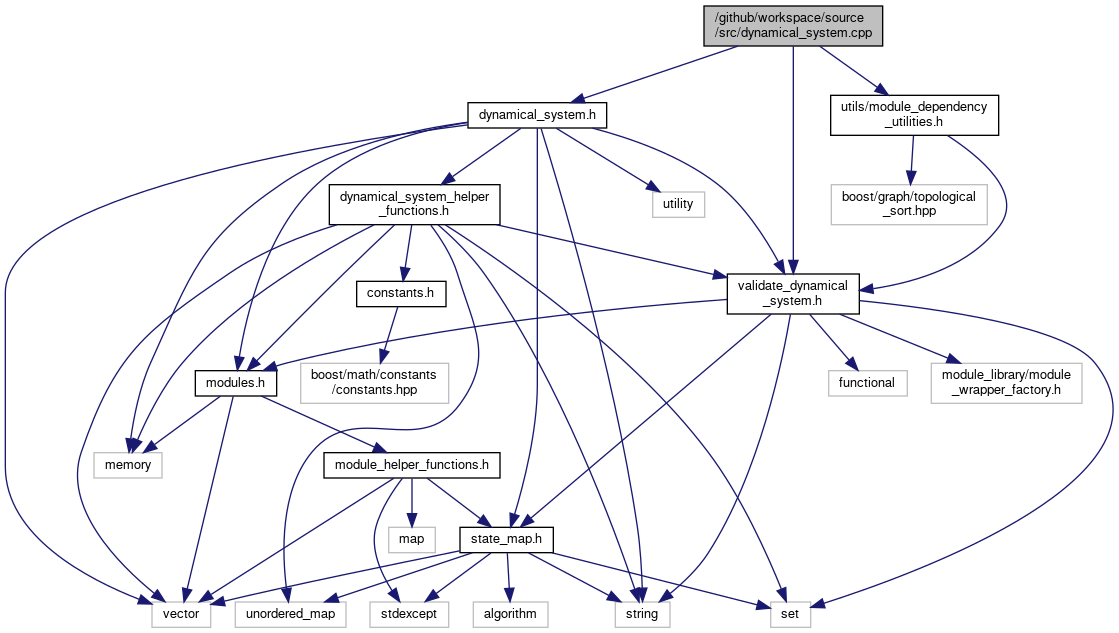 /github/workspace/source
/src/dynamical_system.cpp
dynamical_system.h
utils/module_dependency
_utilities.h
dynamical_system_helper
_functions.h
utility
boost/graph/topological
_sort.hpp
constants.h
validate_dynamical
_system.h
modules.h
boost/math/constants
/constants.hpp
functional
module_library/module
_wrapper_factory.h
memory
module_helper_functions.h
map
state_map.h
vector
unordered_map
stdexcept
algorithm
string
set